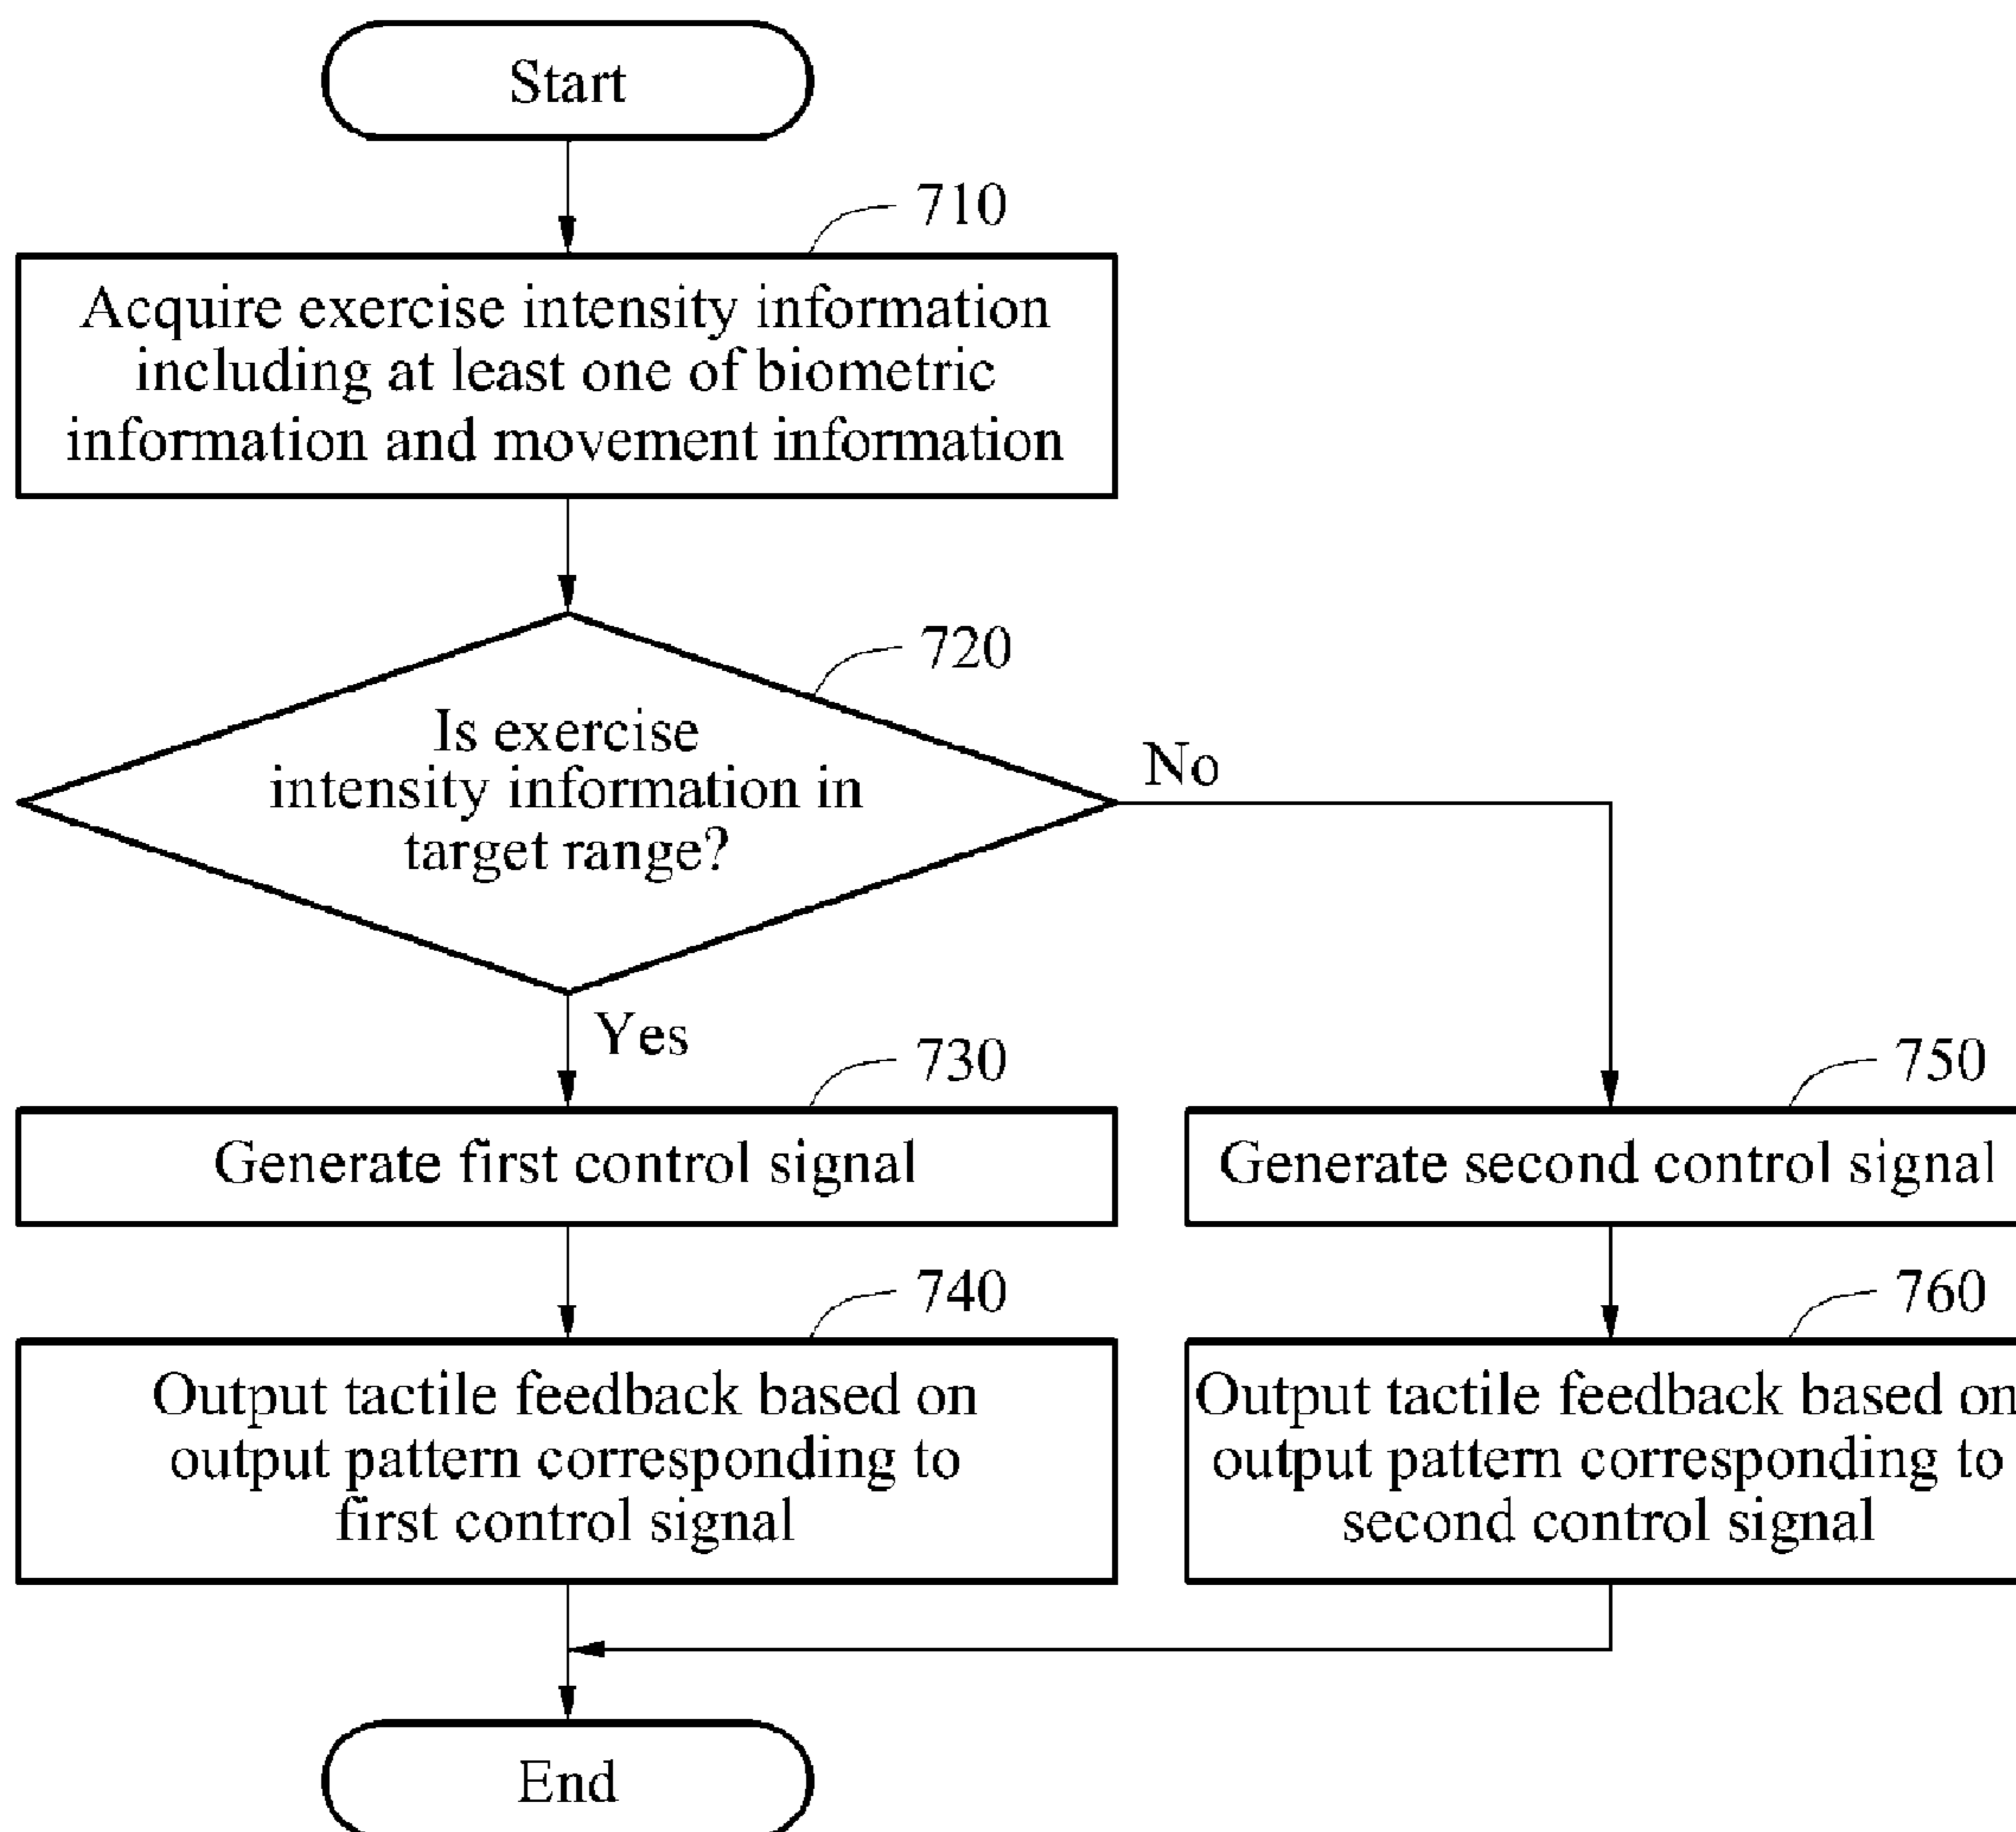 Start
710
Acquire exercise intensity information
including at least one of biometric
information and movement information
720
Is exercise
intensity information in
target range?
No
Yes
730
Generate first control signal
750
Generate second control signal
740
Output tactile feedback based on
output pattern corresponding to
first control signal
760
Output tactile feedback based on
output pattern corresponding to
second control signal
End